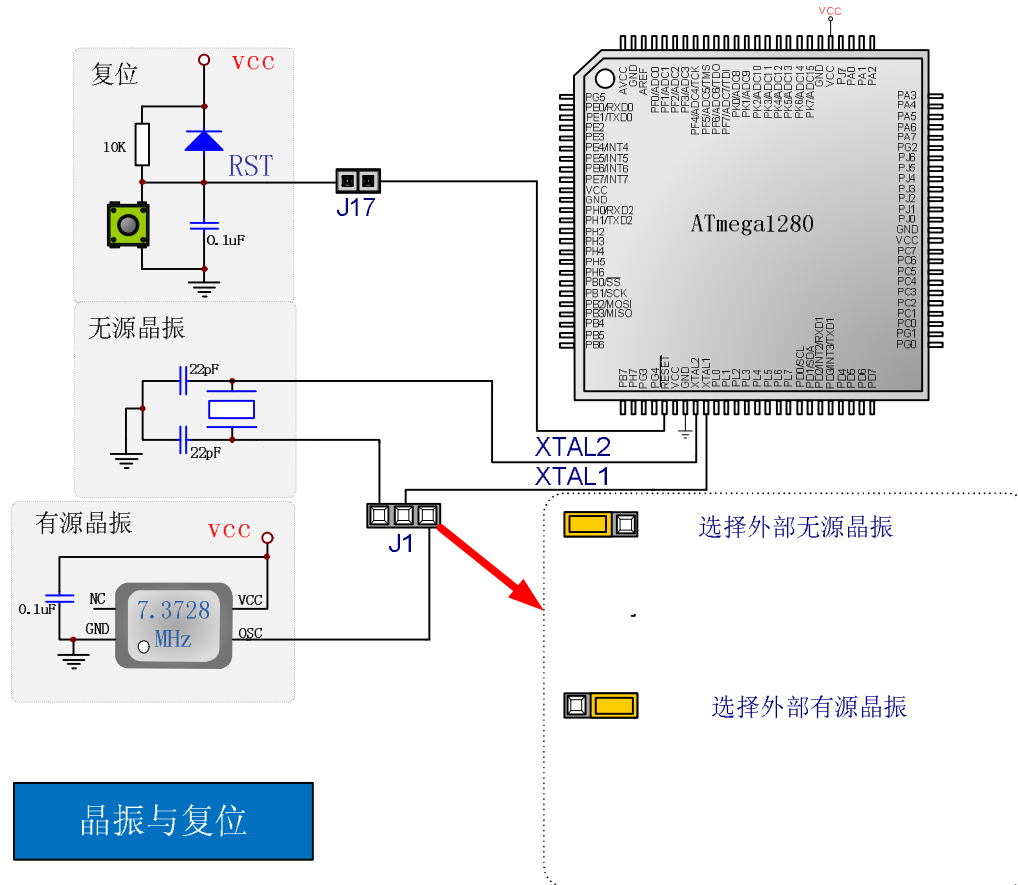 VCC
复位
VCC
10K
RST
0.1uF
J17
ATmega1280
AVCC
GND
AREF
PF0/ADC0
PF1/ADC1
PF2/ADC2
PF3/ADC3
PF4/ADC4/TCK
PF5/ADC5/TMS
PF6/ADC6/TDO
PF7/ADC7/TDI
PK0/ADC8
PK1/ADC9
PK2/ADC10
PK3/ADC11
PK4/ADC12
PK5/ADC13
PK6/ADC14
PK7/ADC15
GND
VCC
PJ7
PA0
PA1
PA2
PG5
PE0/RXD0
PE1/TXD0
PE2
PE3
PE4/INT4
PE5/INT5
PE6/INT6
PE7/INT7
VCC
GND
PH0/RXD2
PH1/TXD2
PH2
PH3
PH4
PH5
PH6
PB0/SS
PB1/SCK
PB2/MOSI
PB3/MISO
PB4
PB5
PB6
PA3
PA4
PA5
PA6
PA7
PG2
PJ6
PJ5
PJ4
PJ3
PJ2
PJ1
PJ0
GND
VCC
PC7
PC6
PC5
PC4
PC3
PC2
PC1
PC0
PG1
PG0
PB7
PH7
PG3
PG4
RESET
VCC
GND
XTAL2
XTAL1
PL0
PL1
PL2
PL3
PL4
PL5
PL6
PL7
PD0/SCL
PD1/SDA
PD2/INT2/RXD1
PD3/INT3/TXD1
PD4
PD5
PD6
PD7
无源晶振
22pF
22pF
XTAL2
XTAL1
有源晶振
VCC
J1
0.1uF
NC
GND
VCC
OSC
7.3728
MHz
选择外部无源晶振
选择外部有源晶振
晶振与复位